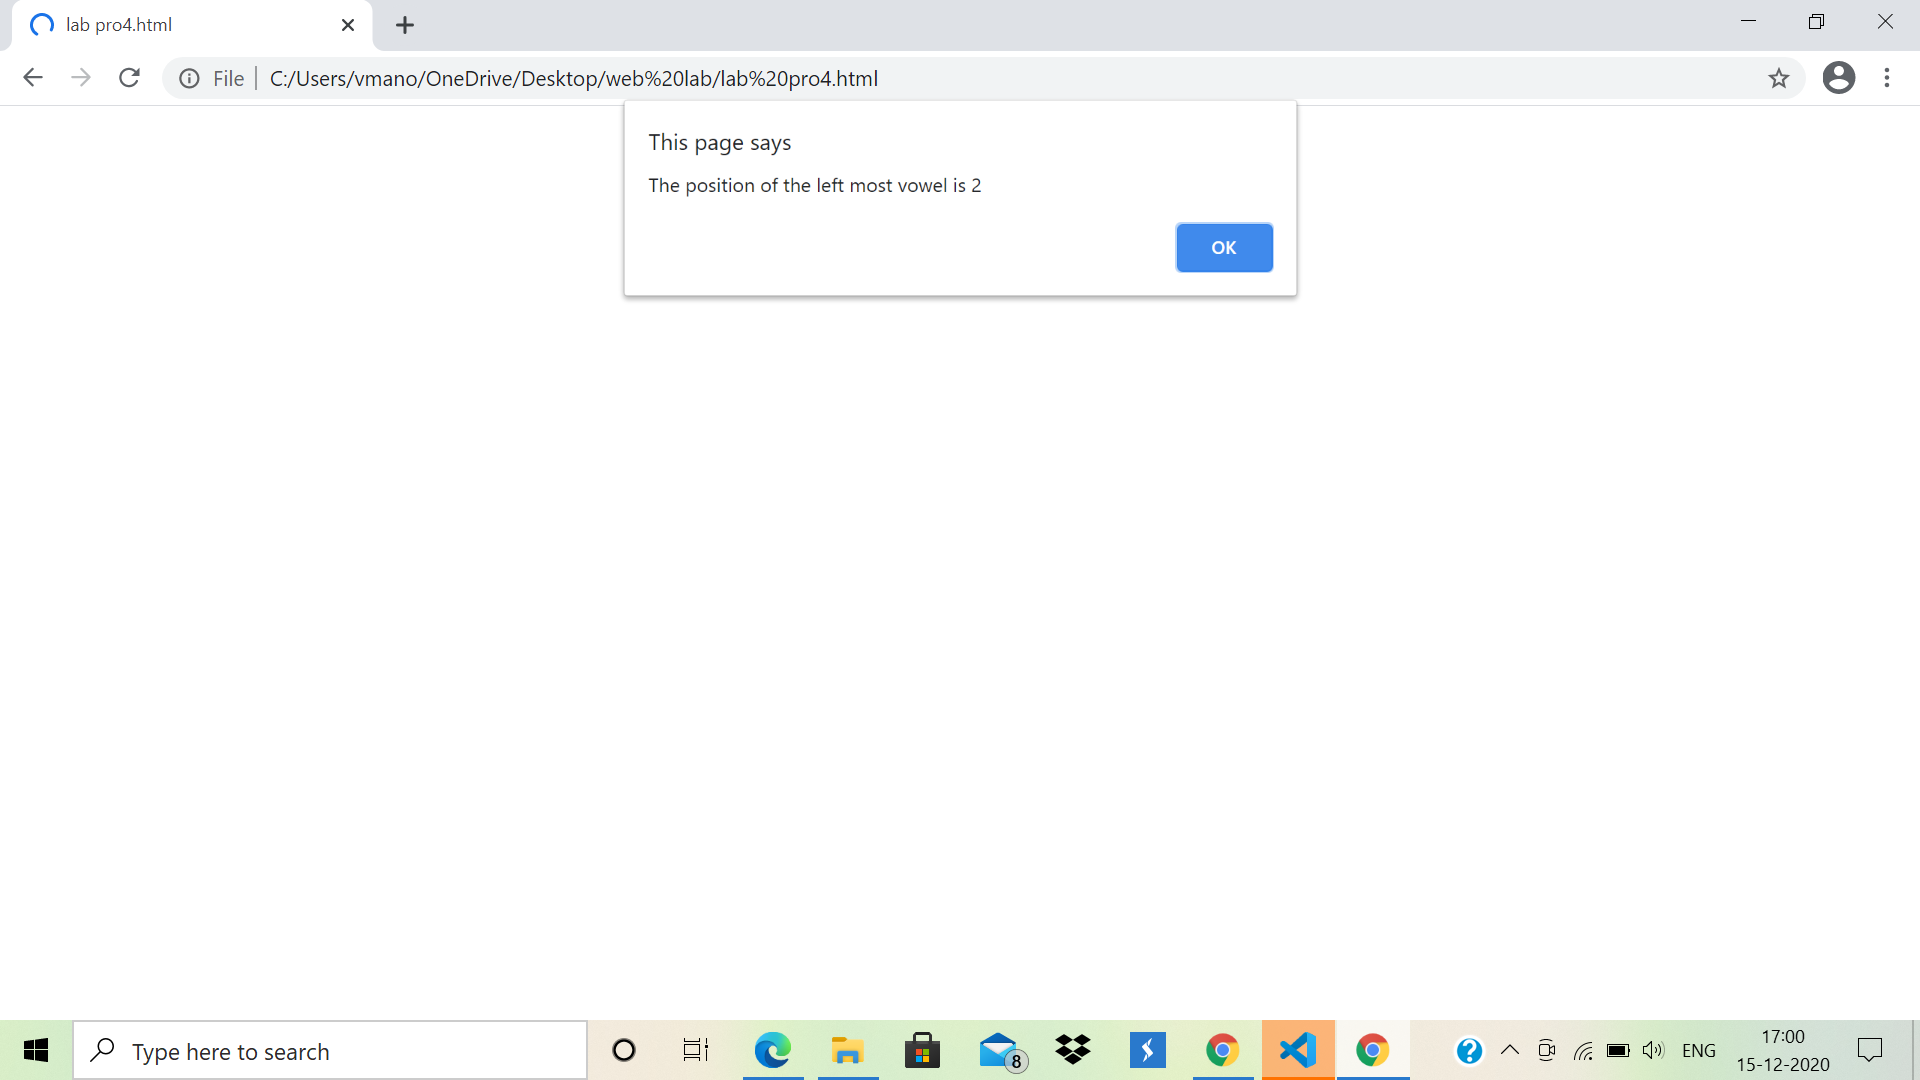 lab pro4.html
File
C:/Users/vmano/OneDrive/Desktop/web%20lab/lab%20pro4.html
This page says
The position of the left most vowel is 2
OK
Type here to search
8
ENG
17:00
15-12-2020